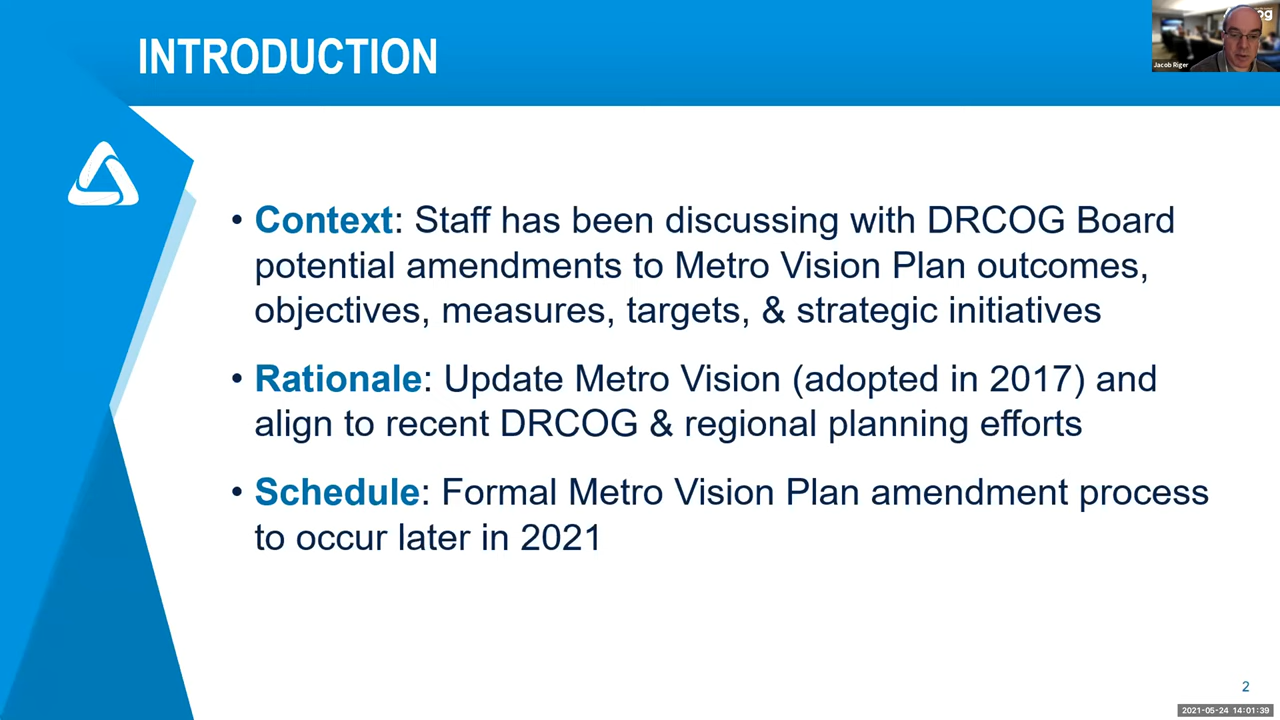 INTRODUCTION
Jacob Riger
• Context: Staff has been discussing with DRCOG Board
potential amendments to Metro Vision Plan outcomes,
objectives, measures, targets, & strategic initiatives
• Rationale: Update Metro Vision (adopted in 2017) and
align to recent DRCOG & regional planning efforts
• Schedule: Formal Metro Vision Plan amendment process
to occur later in 2021
2
2021-05-24 14:01:39